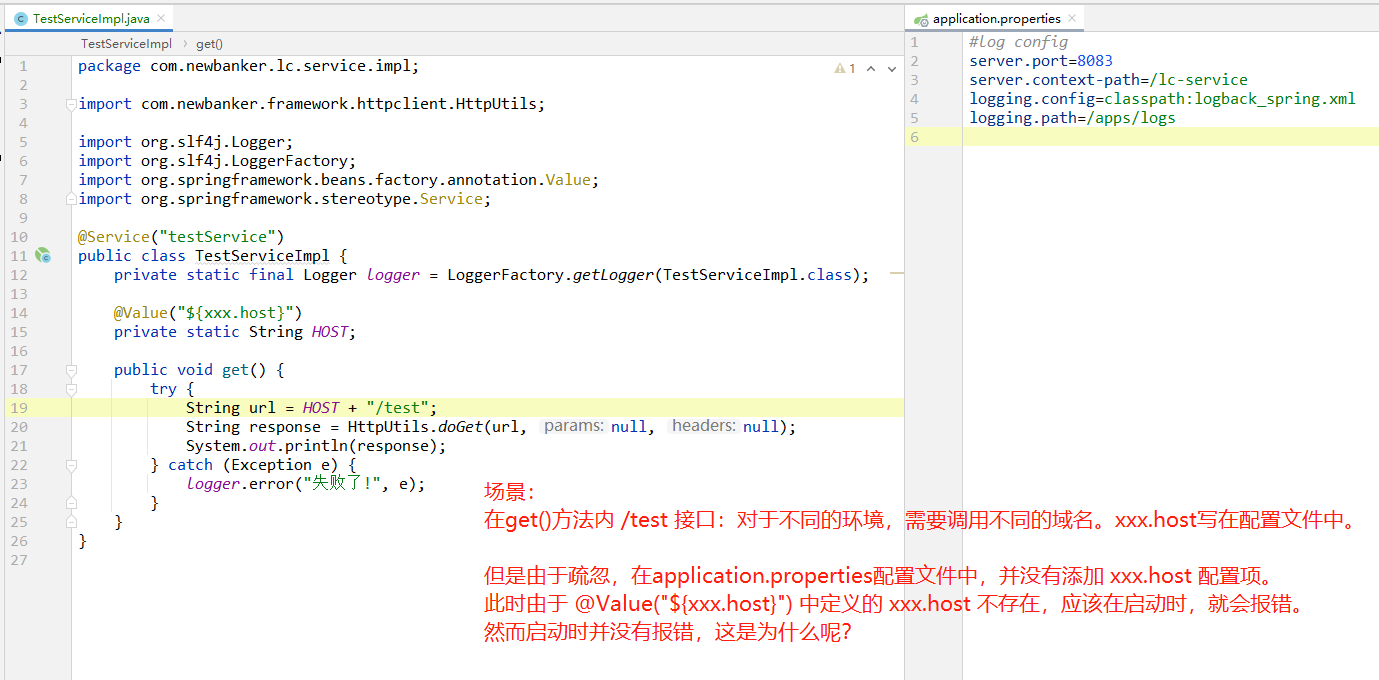 TestServiceImpl.java
application.properties
TestServiceImpl
get()
1
package com.newbanker.lc.service.impl;
2
3
import com.newbanker.framework.httpclient.HttpUtils;
4
5
import org.slf4j.Logger;
6
import org.slf4j.LoggerFactory;
7
import org.springframework.beans.factory.annotation.Value;
8
import org.springframework.stereotype.Service;
9
10
@Service("testService")
11
public class TestServiceImpl {
12
private static final Logger logger = LoggerFactory.getLogger(TestServiceImpl.class);
13
14
@Value("${xxx.host}")
15
private static String HOST;
16
17
public void get() {
18
try {
19
String url = HOST + "/test";
20
String response = HttpUtils.doGet(url, params: null, headers: null);
21
System.out.println(response);
22
} catch (Exception e) {
23
logger.error("失败了!", e);
24
}
25
}
26
}
27
1
1
#log config
2
server.port=8083
3
server.context-path=/lc-service
4
logging.config=classpath:logback_spring.xml
5
logging.path=/apps/logs
6
场景：
在get()方法内 /test 接口：对于不同的环境，需要调用不同的域名。xxx.host写在配置文件中。
但是由于疏忽，在application.properties配置文件中，并没有添加 xxx.host 配置项。
此时由于 @Value("${xxx.host}") 中定义的 xxx.host 不存在，应该在启动时，就会报错。
然而启动时并没有报错，这是为什么呢？